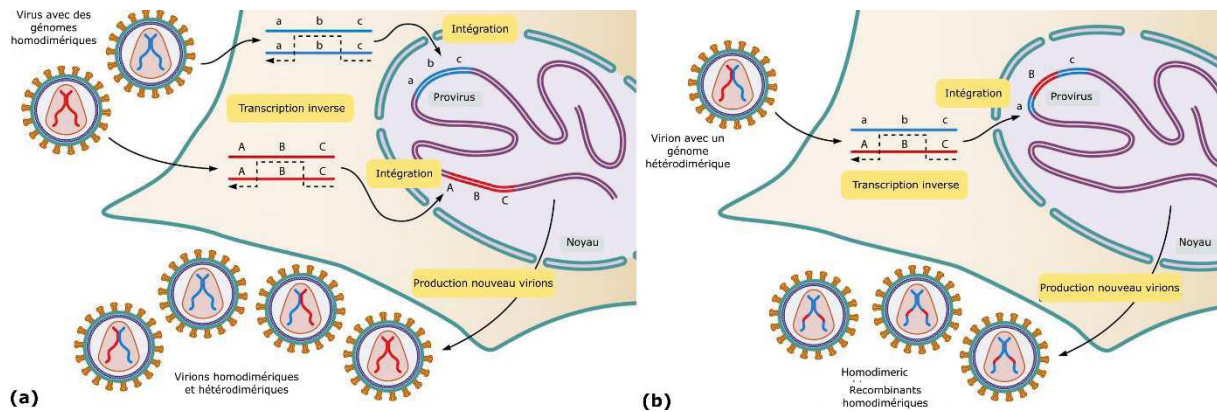 Virus avec des
génomes
homodimériques
a b c
a b c
Intégration
a b c
Provirus
Transcription inverse
A B C
A B C
Intégration
A B C
Noyau
Production nouveau virions
Virions homodimériques
et hétérodimériques
(a)
Virion avec un
génome
hétérodimérique
a b c
A B C
Transcription inverse
Intégration
a B c
Provirus
Noyau
Production nouveau virions
Homodimeric
Recombinants
homodimériques
(b)